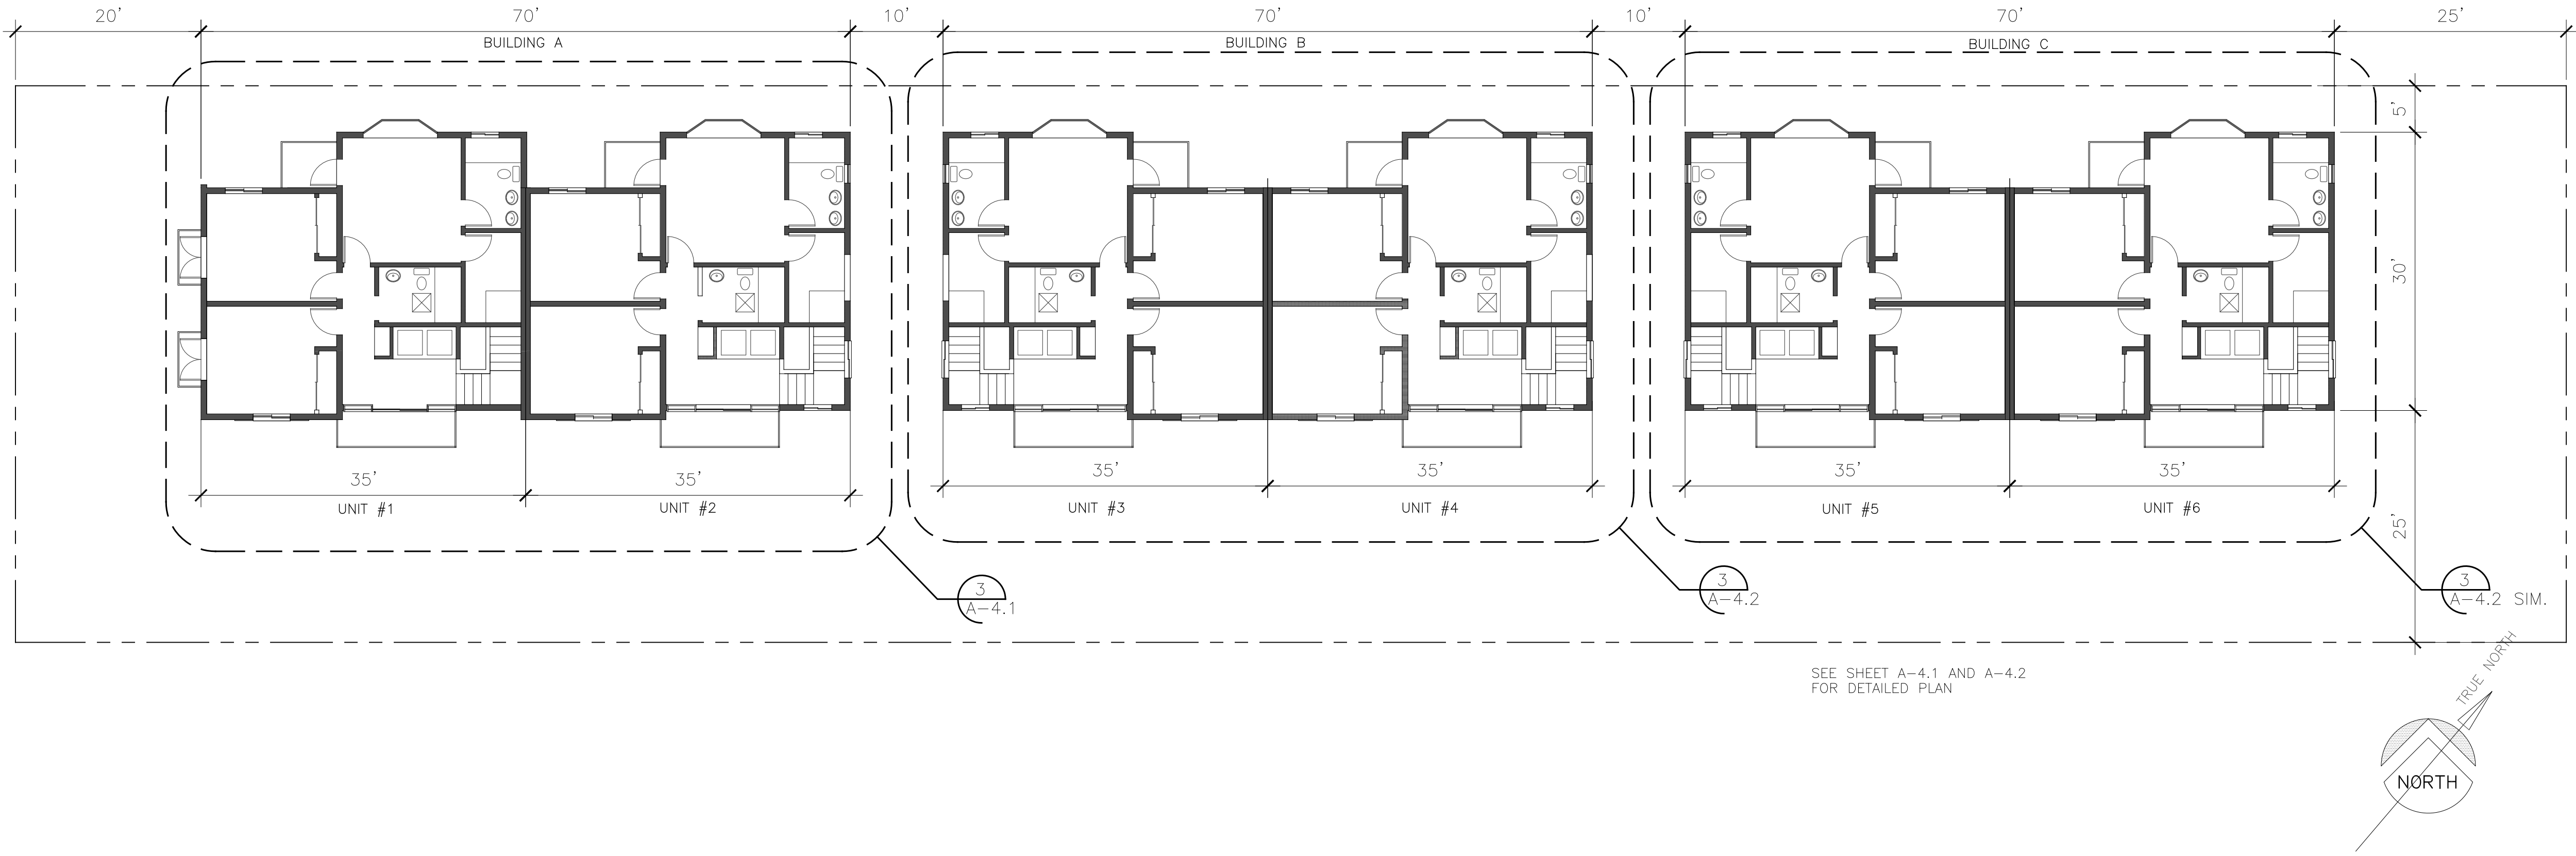 20' 70' 10' 70' 10' 70' 25'
BUILDING A BUILDING B BUILDING C
5'
30'
35' 35' 35' 35' 35' 35'
UNIT #1 UNIT #2 UNIT #3 UNIT #4 UNIT #5 UNIT #6
25'
3 3 3
A-4.1 A-4.2 A-4.2 SIM.
SEE SHEET A-4.1 AND A-4.2
FOR DETAILED PLAN
TRUE NORTH
NORTH